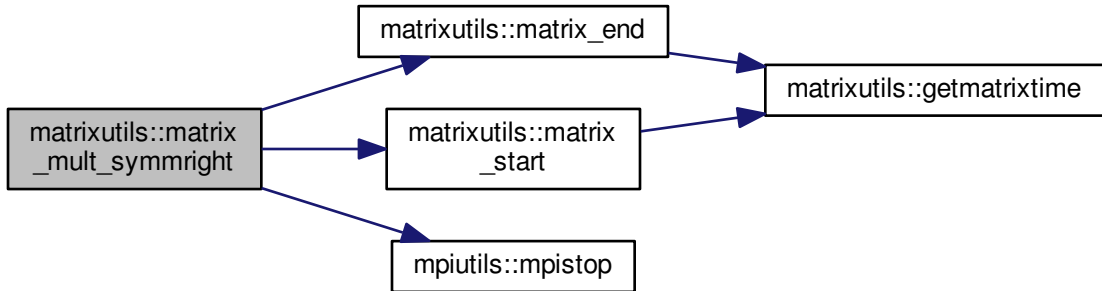 matrixutils::matrix_end
matrixutils::getmatrixtime
matrixutils::matrix
_mult_symmright
matrixutils::matrix
_start
mpiutils::mpistop